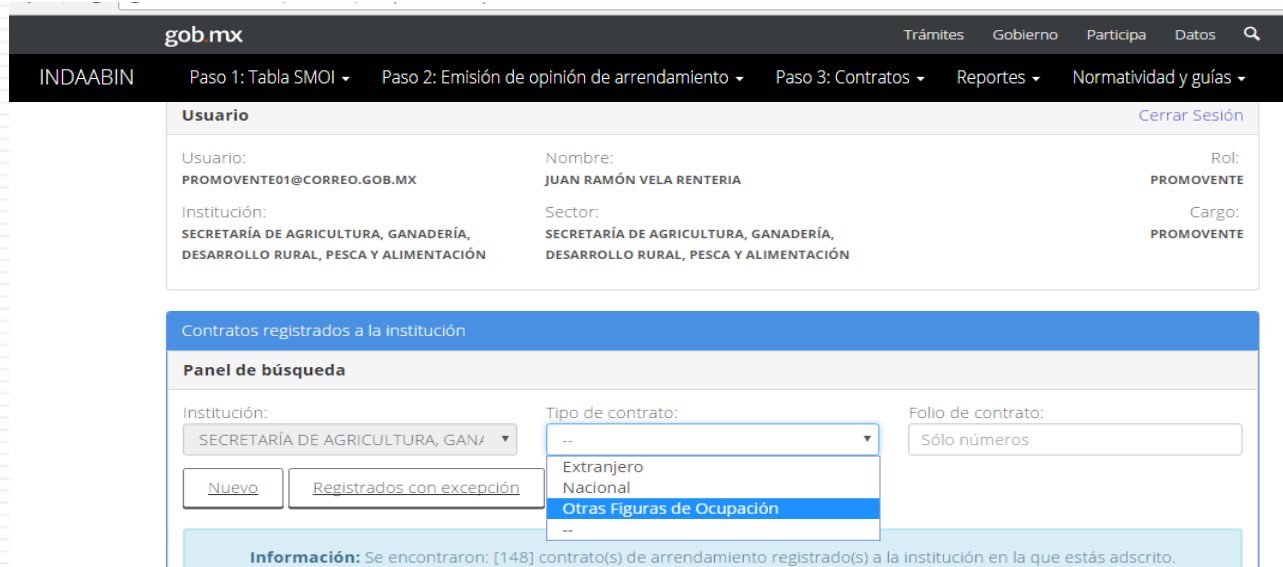 gob.mx
Trámites Gobierno Participa Datos
INDAABIN Paso 1: Tabla SMOI Paso 2: Emisión de opinión de arrendamiento Paso 3: Contratos Reportes Normatividad y guías
Usuario Cerrar Sesión
Usuario: Nombre: Rol:
PROMOVENTE01@CORREO.GOB.MX JUAN RAMÓN VELA RENTERIA PROMOVENTE
Institución: Sector: Cargo:
SECRETARÍA DE AGRICULTURA, GANADERÍA, SECRETARÍA DE AGRICULTURA, GANADERÍA, PROMOVENTE
DESARROLLO RURAL, PESCA Y ALIMENTACIÓN DESARROLLO RURAL, PESCA Y ALIMENTACIÓN
Contratos registrados a la institución
Panel de búsqueda
Institución: Tipo de contrato: Folio de contrato:
SECRETARÍA DE AGRICULTURA, GANA -- Sólo números
Extranjero
Nuevo Registrados con excepción Nacional
Otras Figuras de Ocupación
--
Información: Se encontraron: [148] contrato(s) de arrendamiento registrado(s) a la institución en la que estás adscrito.